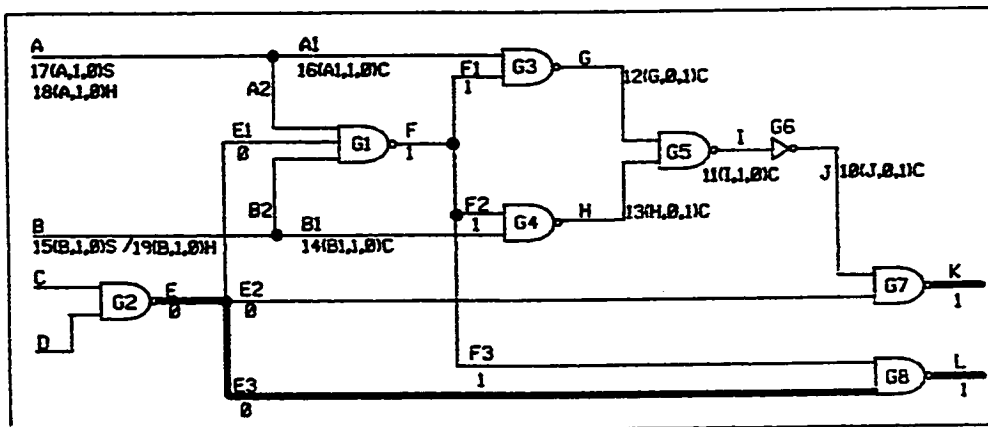 A A1 G
17(A,1,0)S 16(A1,1,0)C F1 G3 12(G,0,1)C
18(A,1,0)H 1
A2
E1 F G6
0 G1 1 G5 I
11(I,1,0)C J 10(J,0,1)C
B B2 B1 F2 G4 H 13(H,0,1)C
15(B,1,0)S /19(B,1,0)H 14(B1,1,0)C 1
C E E2 G7 K
G2 0 0 1
D
F3 L
1 G8 1
E3
0